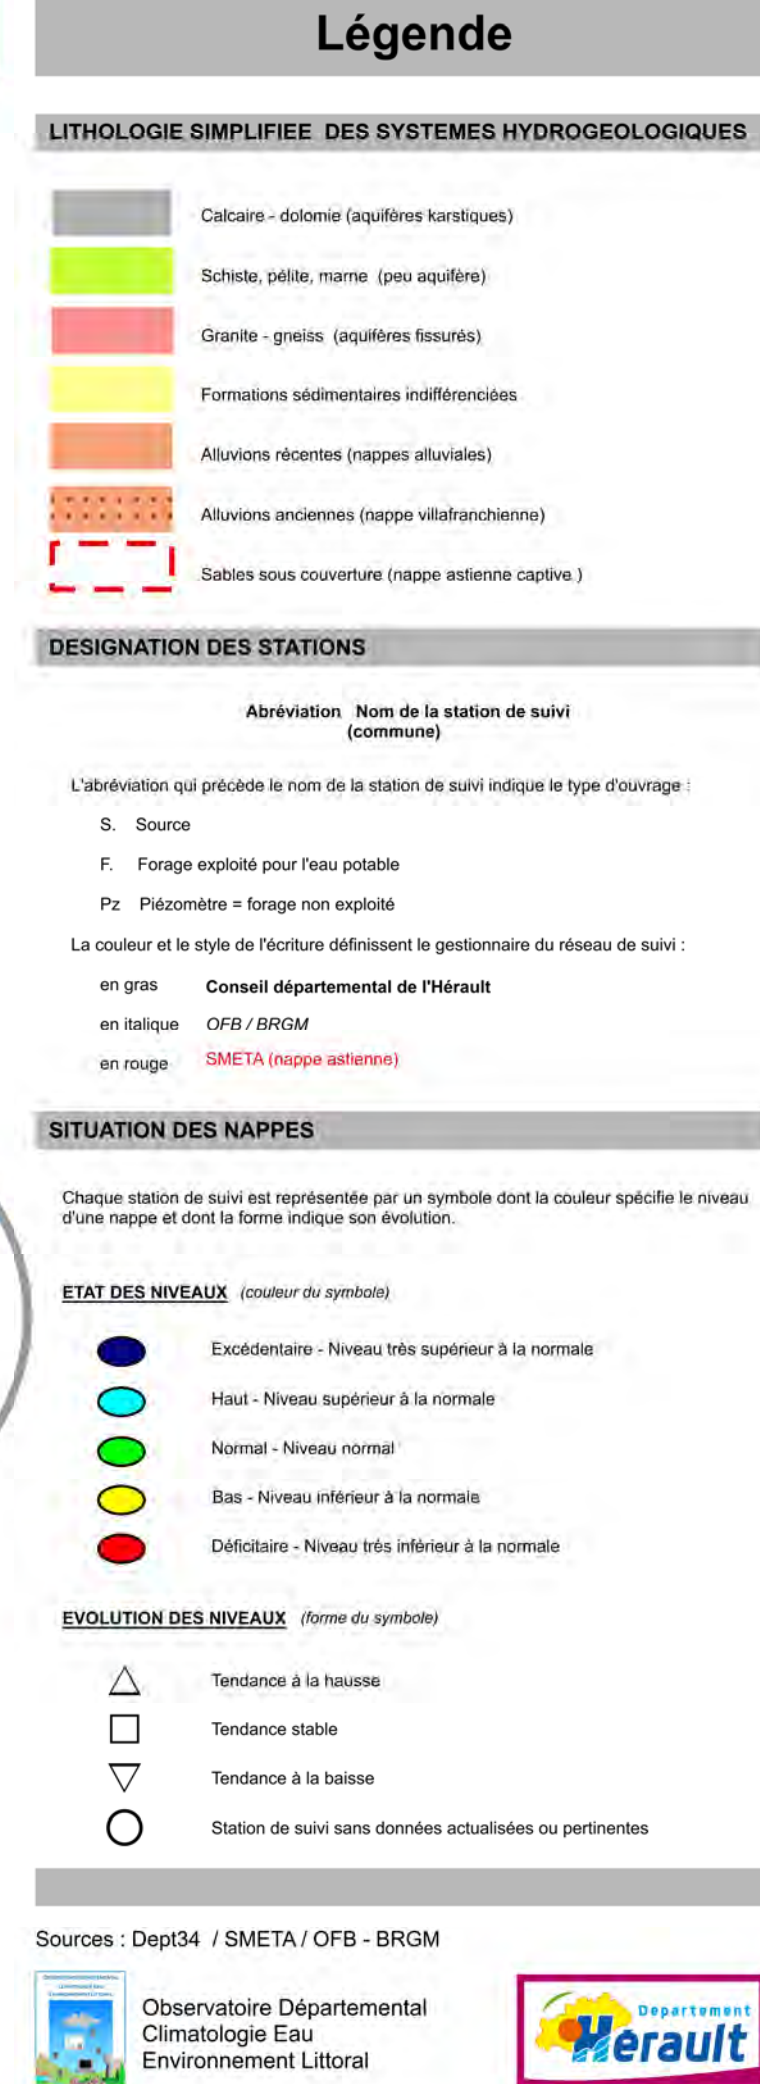 Légende
LITHOLOGIE SIMPLIFIEE DES SYSTEMES HYDROGEOLOGIQUES
Calcaire - dolomie (aquifères karstiques)
Schiste, pélite, marne (peu aquifère)
Granite - gneiss (aquifères fissurés)
Formations sédimentaires indifférenciées
Alluvions récentes (nappes alluviales)
Alluvions anciennes (nappe villafranchienne)
Sables sous couverture (nappe astienne captive )
DESIGNATION DES STATIONS
Abréviation Nom de la station de suivi
(commune)
L'abréviation qui précède le nom de la station de suivi indique le type d'ouvrage :
S. Source
F. Forage exploité pour l'eau potable
Pz Piézomètre = forage non exploité
La couleur et le style de l'écriture définissent le gestionnaire du réseau de suivi :
en gras Conseil départemental de l'Hérault
en italique OFB / BRGM
en rouge SMETA (nappe astienne)
SITUATION DES NAPPES
Chaque station de suivi est représentée par un symbole dont la couleur spécifie le niveau
d'une nappe et dont la forme indique son évolution.
ETAT DES NIVEAUX (couleur du symbole)
Excédentaire - Niveau très supérieur à la normale
Haut - Niveau supérieur à la normale
Normal - Niveau normal
Bas - Niveau inférieur à la normale
Déficitaire - Niveau très inférieur à la normale
EVOLUTION DES NIVEAUX (forme du symbole)
Tendance à la hausse
Tendance stable
Tendance à la baisse
Station de suivi sans données actualisées ou pertinentes
Sources : Dept34 / SMETA / OFB - BRGM
Observatoire Départemental
Climatologie Eau
Environnement Littoral
Departement
Hérault